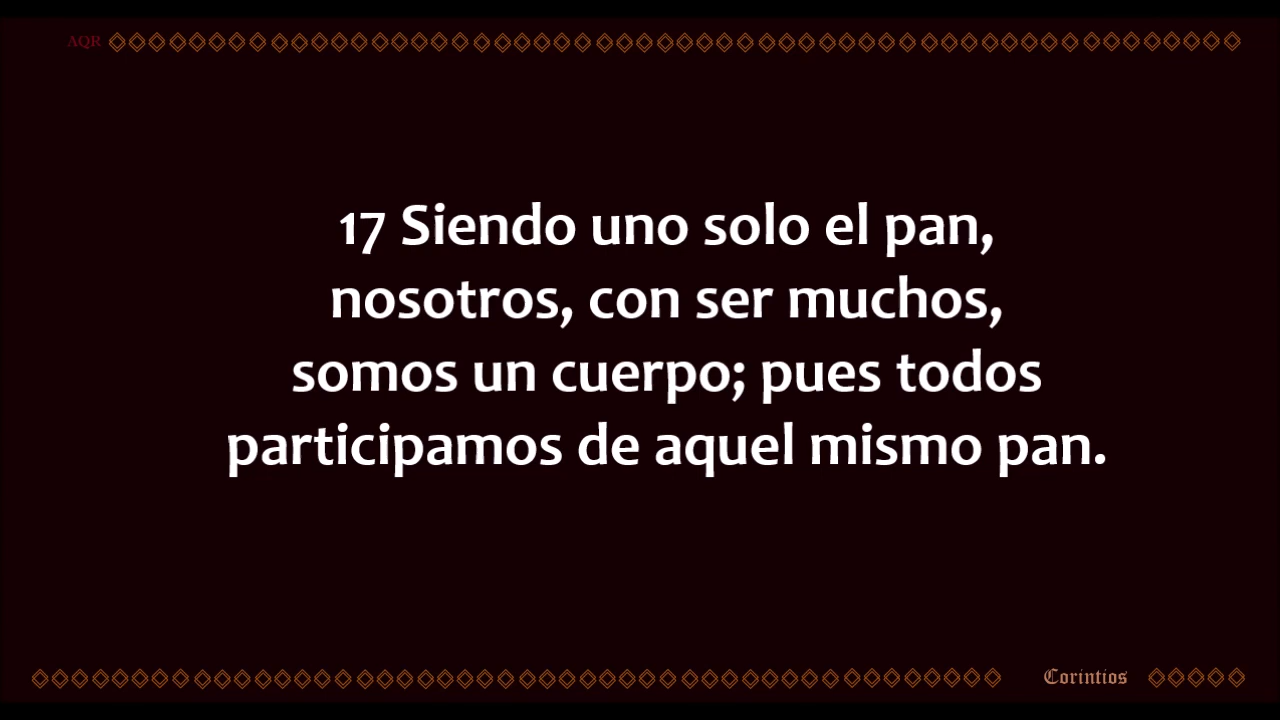 AQR
17 Siendo uno solo el pan,
nosotros, con ser muchos,
somos un cuerpo; pues todos
participamos de aquel mismo pan.
Corintios